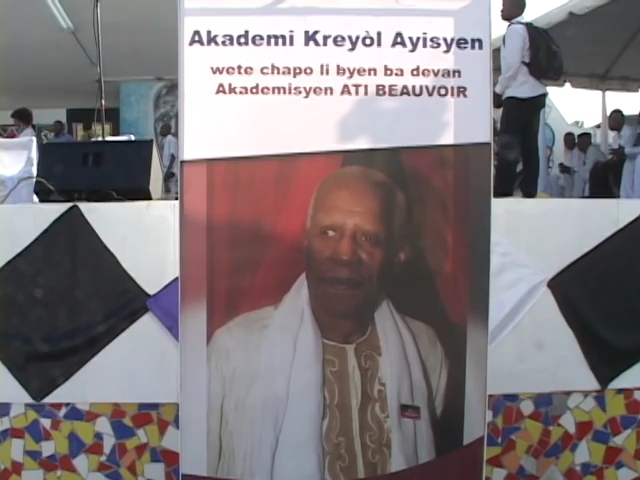 Akademi Kreyòl Ayisyen
wete chapo li byen ba devan
Akademisyen ATI BEAUVOIR